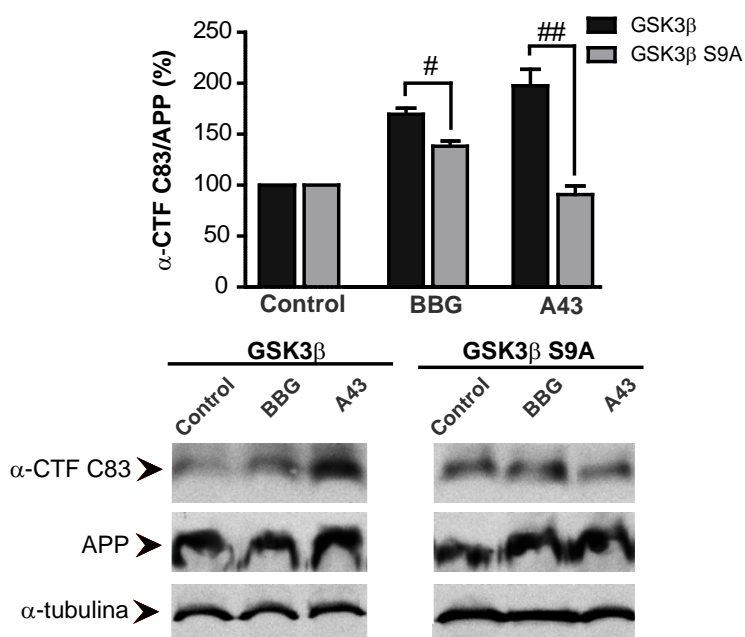 α-CTF C83/APP (%)
250
200
150
100
50
0
#
##
GSK3β
GSK3β S9A
Control BBG A43
GSK3β GSK3β S9A
Control BBG A43 Control BBG A43
α-CTF C83
APP
α-tubulina